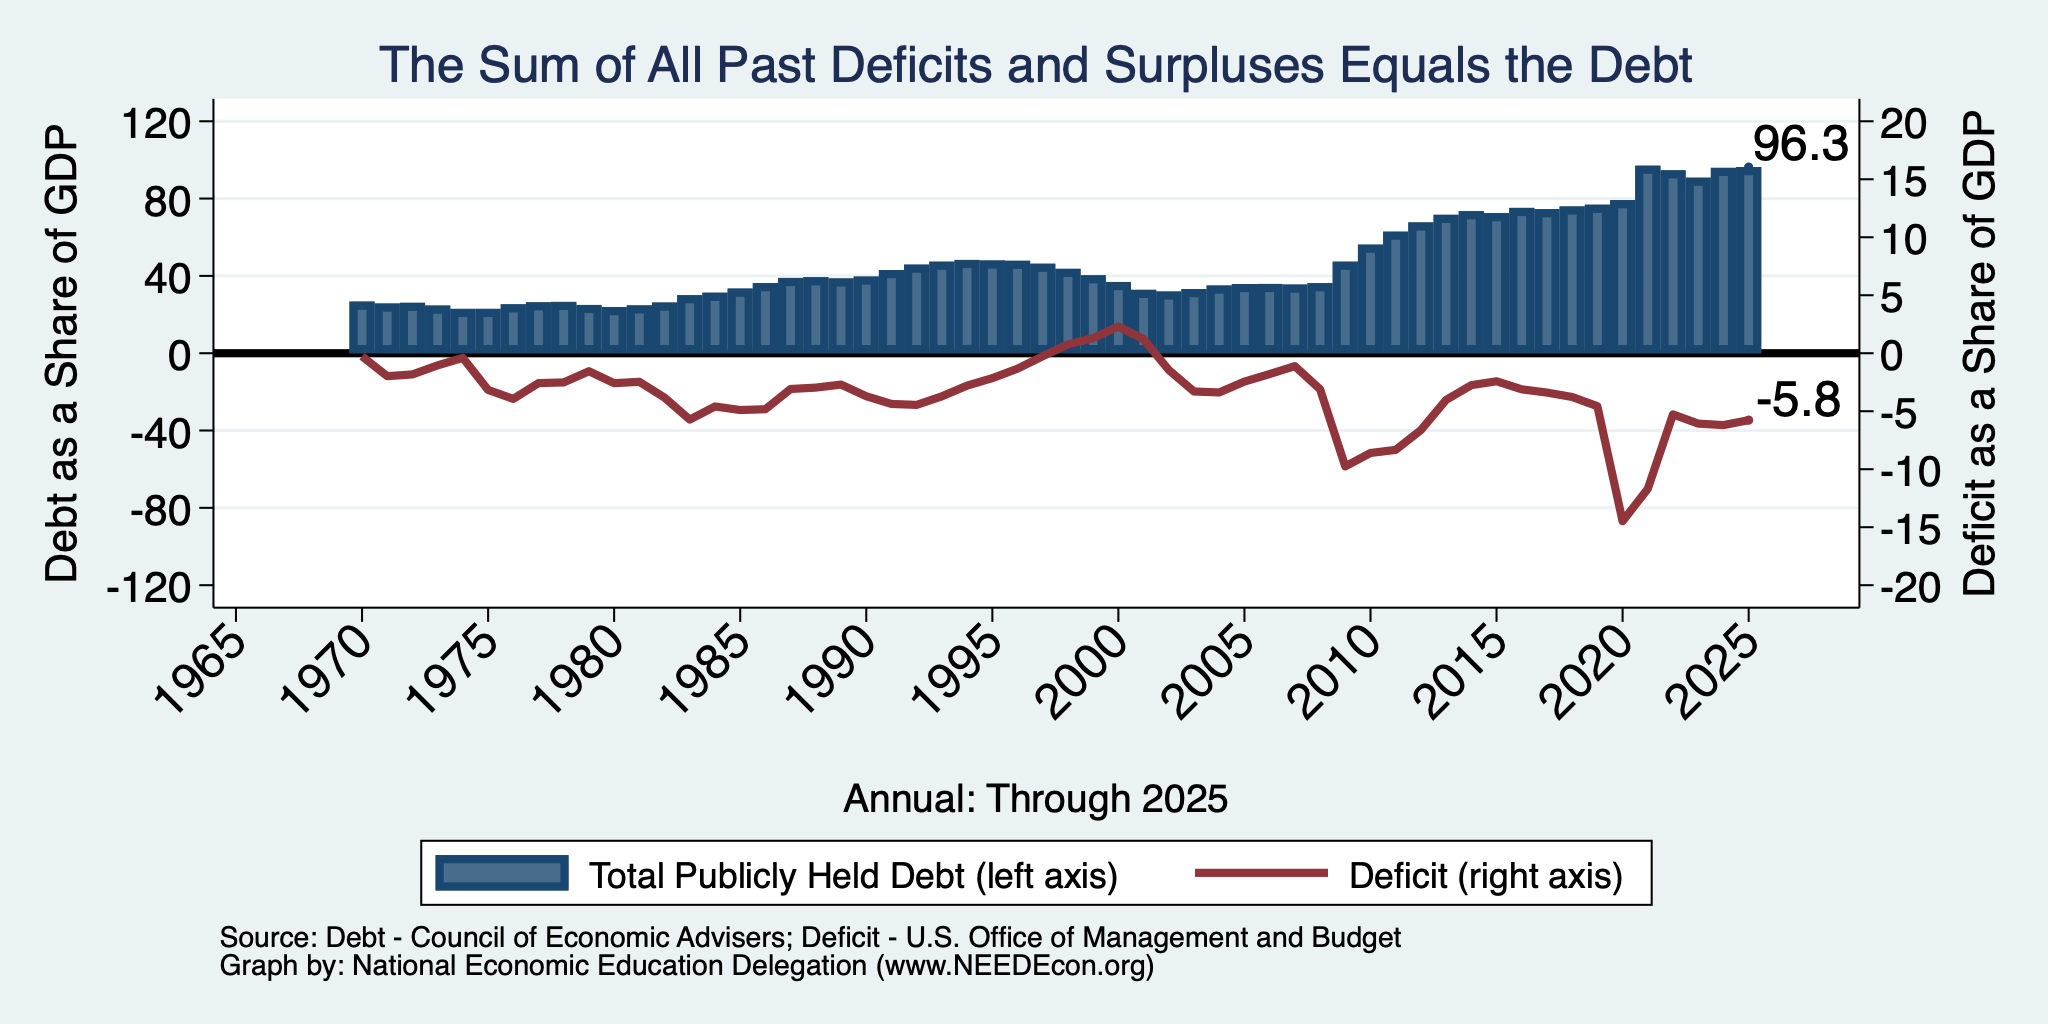 The Sum of All Past Deficits and Surpluses Equals the Debt
Debt as a Share of GDP
120
80
40
0
-40
-80
-120
96.3
-5.8
20
15
10
5
0
-5
-10
-15
-20
Deficit as a Share of GDP
1965 1970 1975 1980 1985 1990 1995 2000 2005 2010 2015 2020 2025
Annual: Through 2025
Total Publicly Held Debt (left axis) Deficit (right axis)
Source: Debt - Council of Economic Advisers; Deficit - U.S. Office of Management and Budget
Graph by: National Economic Education Delegation (www.NEEDEcon.org)